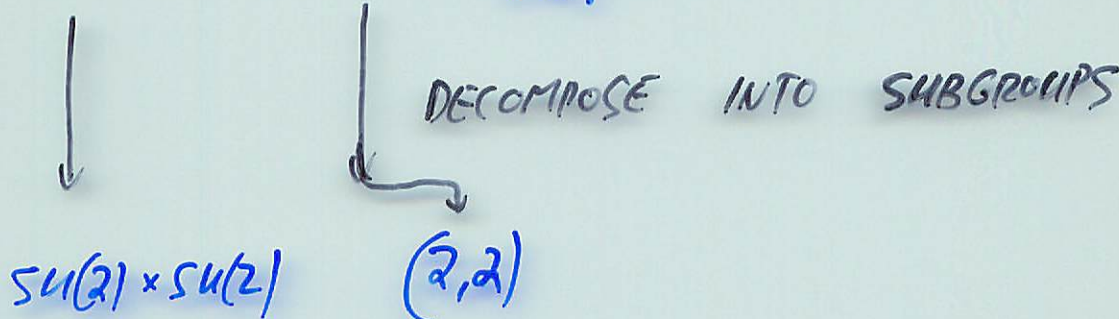 DECOMPOSE INTO SUBGROUPS
SU(2) × SU(2) (2,2)